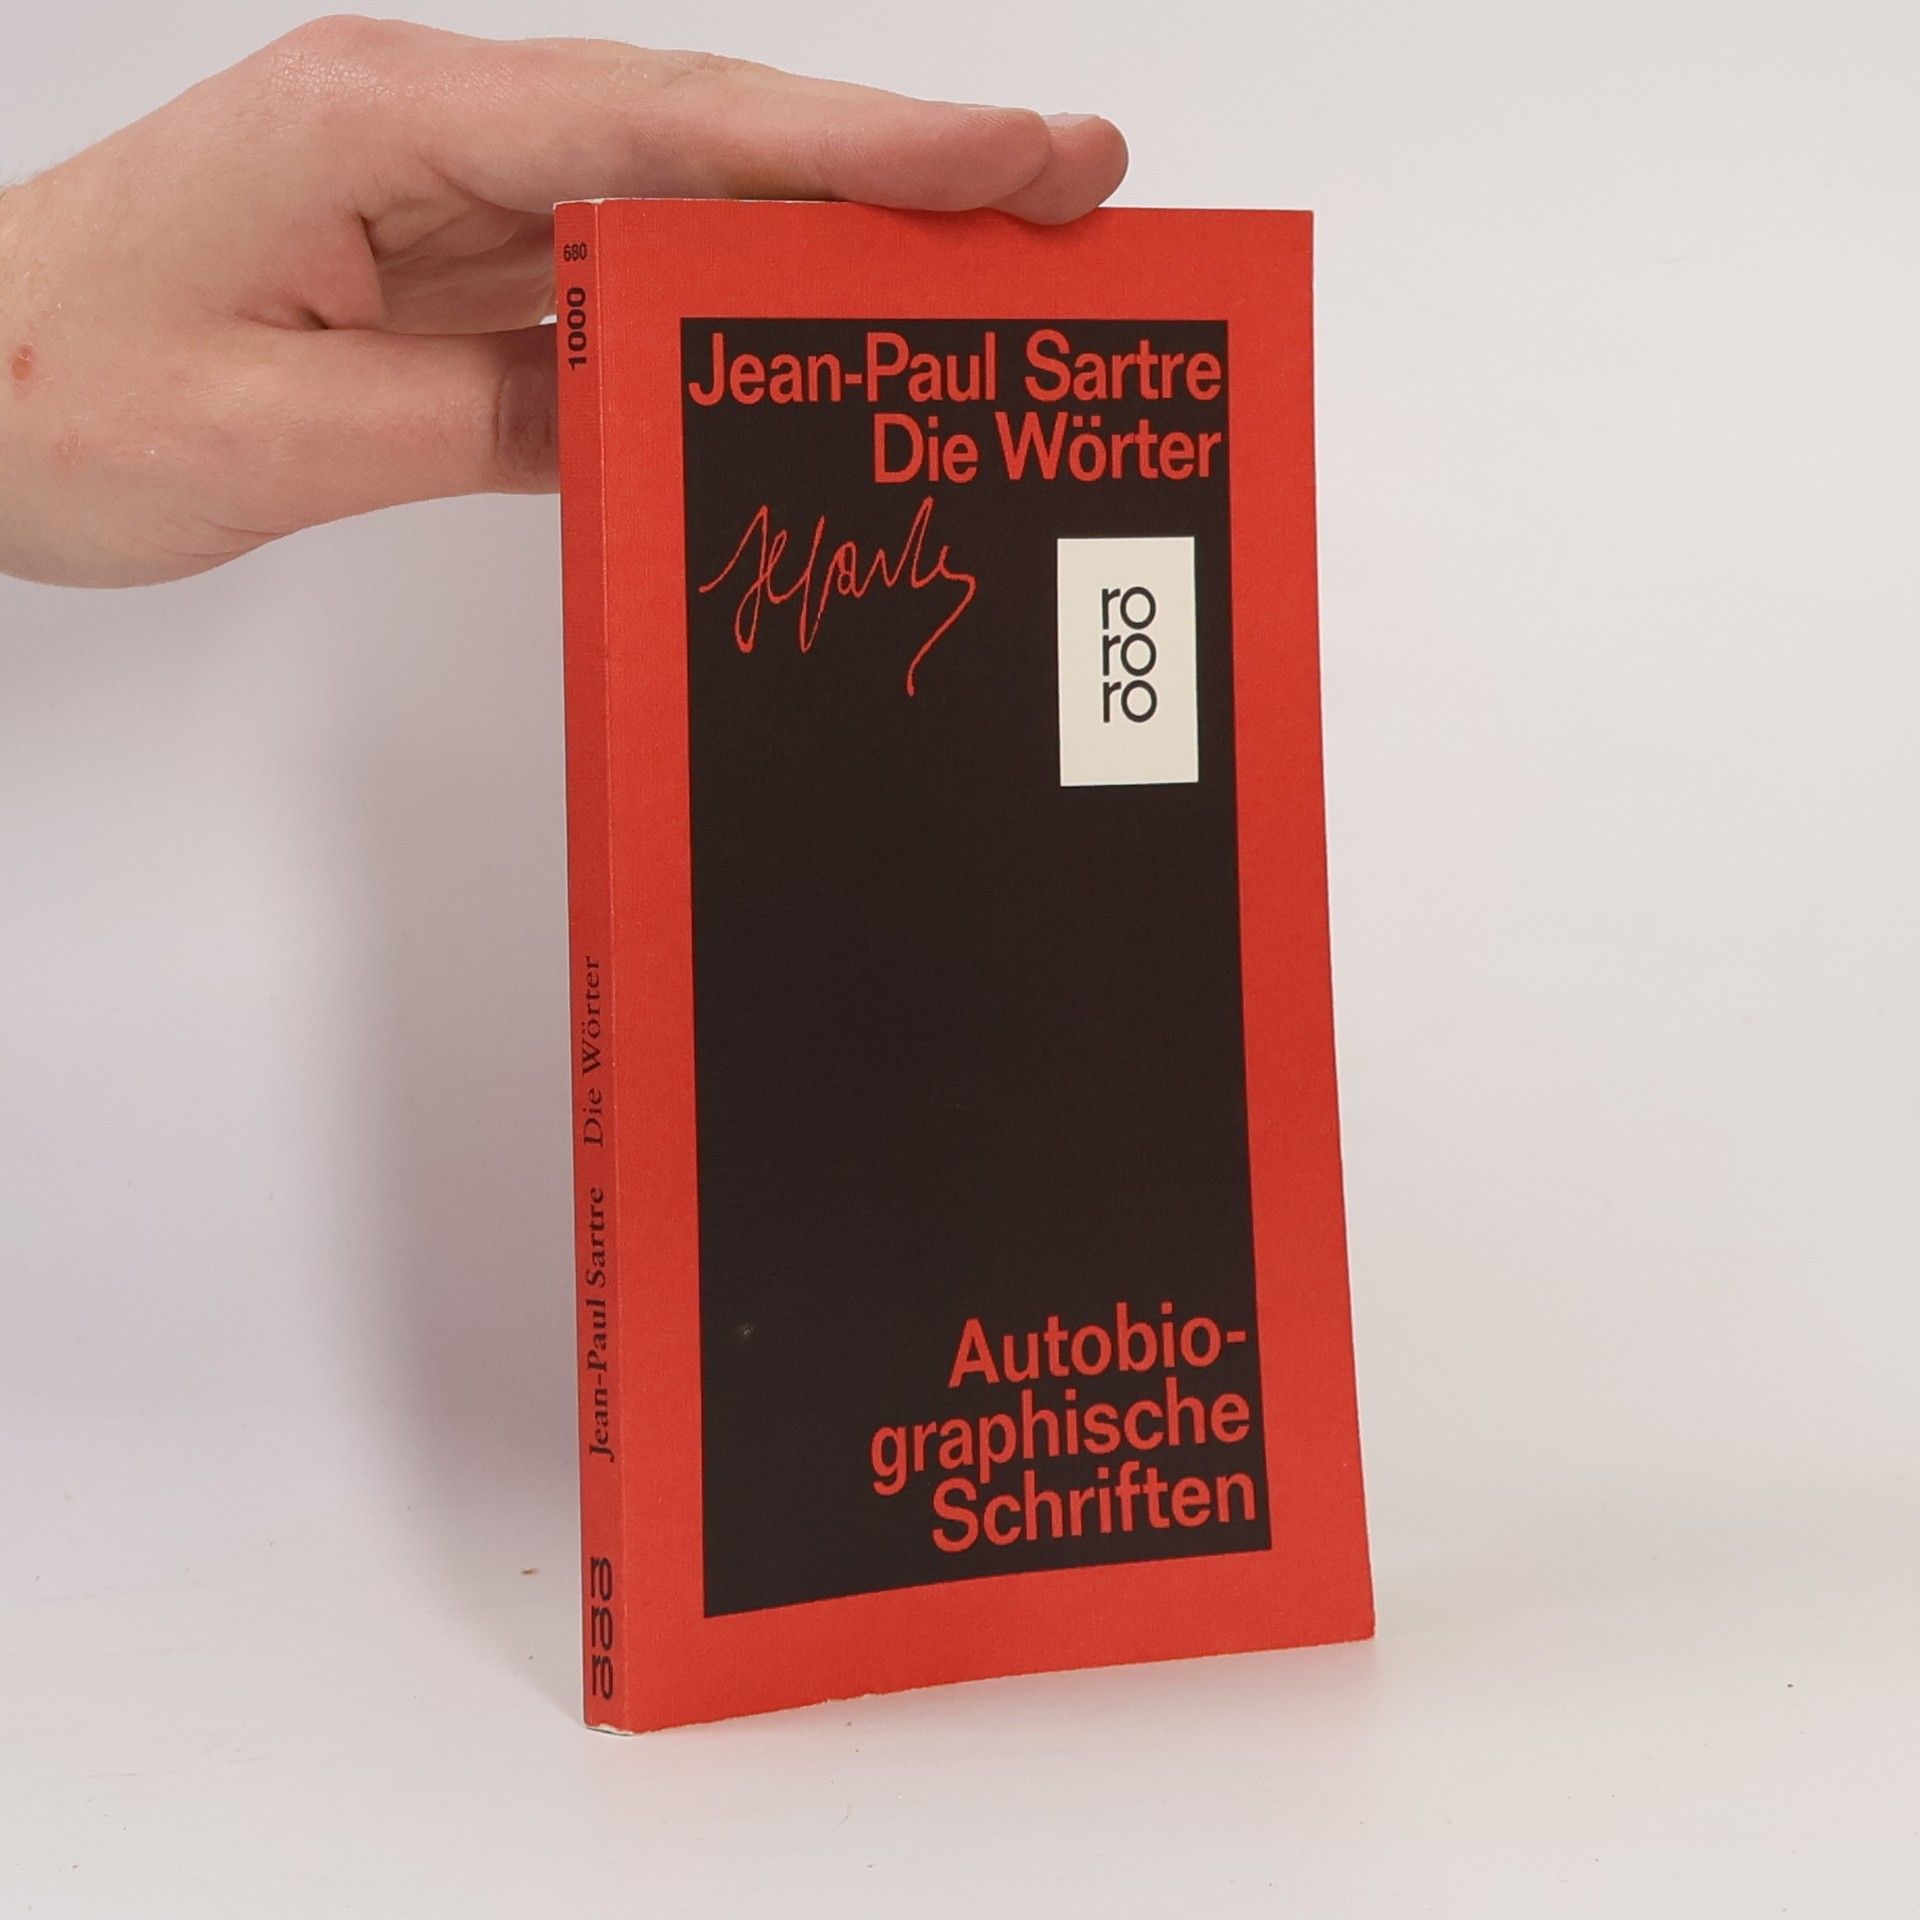 680
1000
Jean-Paul Sartre Die Wörter
ro
ro
ro
Jean-Paul Sartre
Die Wörter
ro
ro
ro
Autobio-
graphische
Schriften